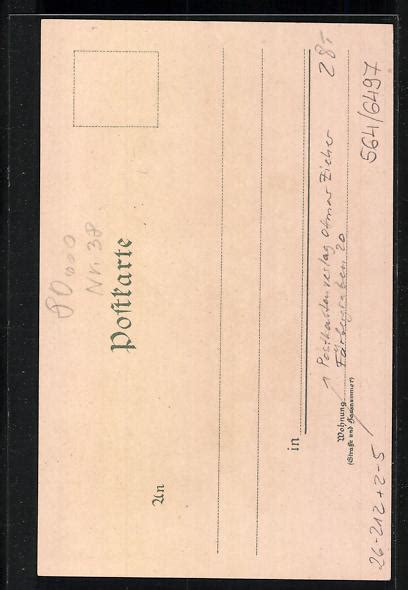 Postkarte
Nr. 38
An
in
Wohnung
(Straße und Hausnummer)
Postkartenverlag Otmar Zieher
Färbergraben 20
28,-
564/6497
26-212+2-5